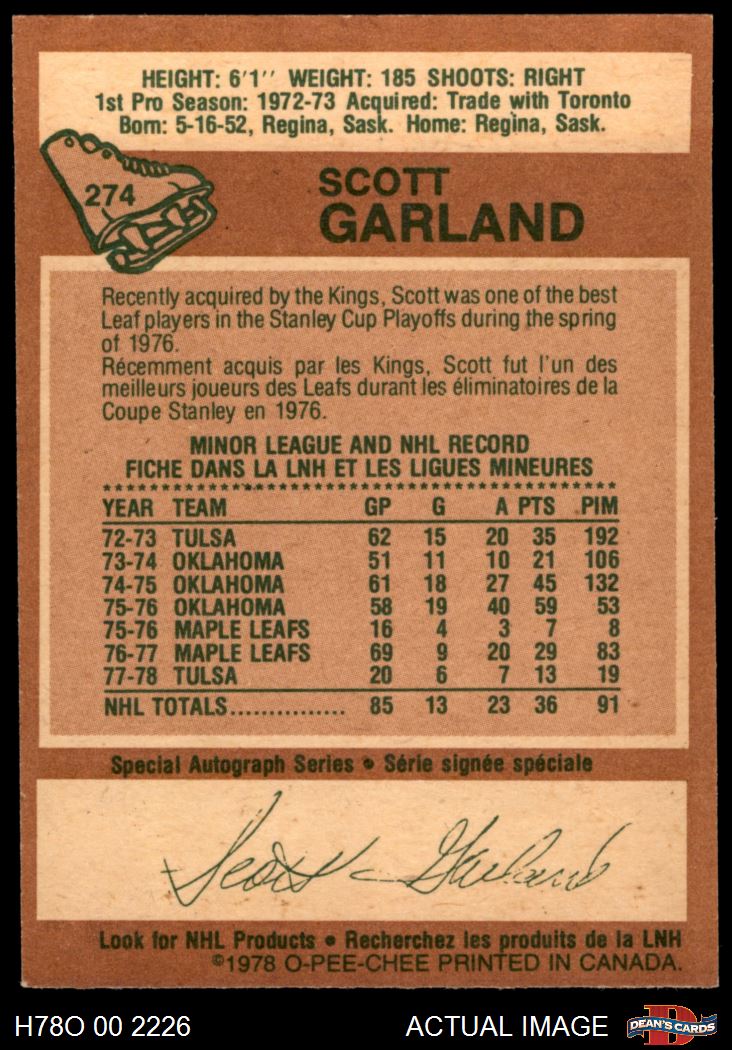 HEIGHT: 6'1'' WEIGHT: 185 SHOOTS: RIGHT
1st Pro Season: 1972-73 Acquired: Trade with Toronto
Born: 5-16-52, Regina, Sask. Home: Regina, Sask.
274
SCOTT
GARLAND
Recently acquired by the Kings, Scott was one of the best
Leaf players in the Stanley Cup Playoffs during the spring
of 1976.
Récemment acquis par les Kings, Scott fut l'un des
meilleurs joueurs des Leafs durant les éliminatoires de la
Coupe Stanley en 1976.
MINOR LEAGUE AND NHL RECORD
FICHE DANS LA LNH ET LES LIGUES MINEURES
YEAR TEAM GP G A PTS PIM
72-73 TULSA 62 15 20 35 192
73-74 OKLAHOMA 51 11 10 21 106
74-75 OKLAHOMA 61 18 27 45 132
75-76 OKLAHOMA 58 19 40 59 53
75-76 MAPLE LEAFS 16 4 3 7 8
76-77 MAPLE LEAFS 69 9 20 29 83
77-78 TULSA 20 6 7 13 19
NHL TOTALS............... 85 13 23 36 91
Special Autograph Series • Série signée spéciale
Scott Garland
Look for NHL Products • Recherchez les produits de la LNH
©1978 O-PEE-CHEE PRINTED IN CANADA.
H78O 00 2226 ACTUAL IMAGE D DEAN'S CARDS